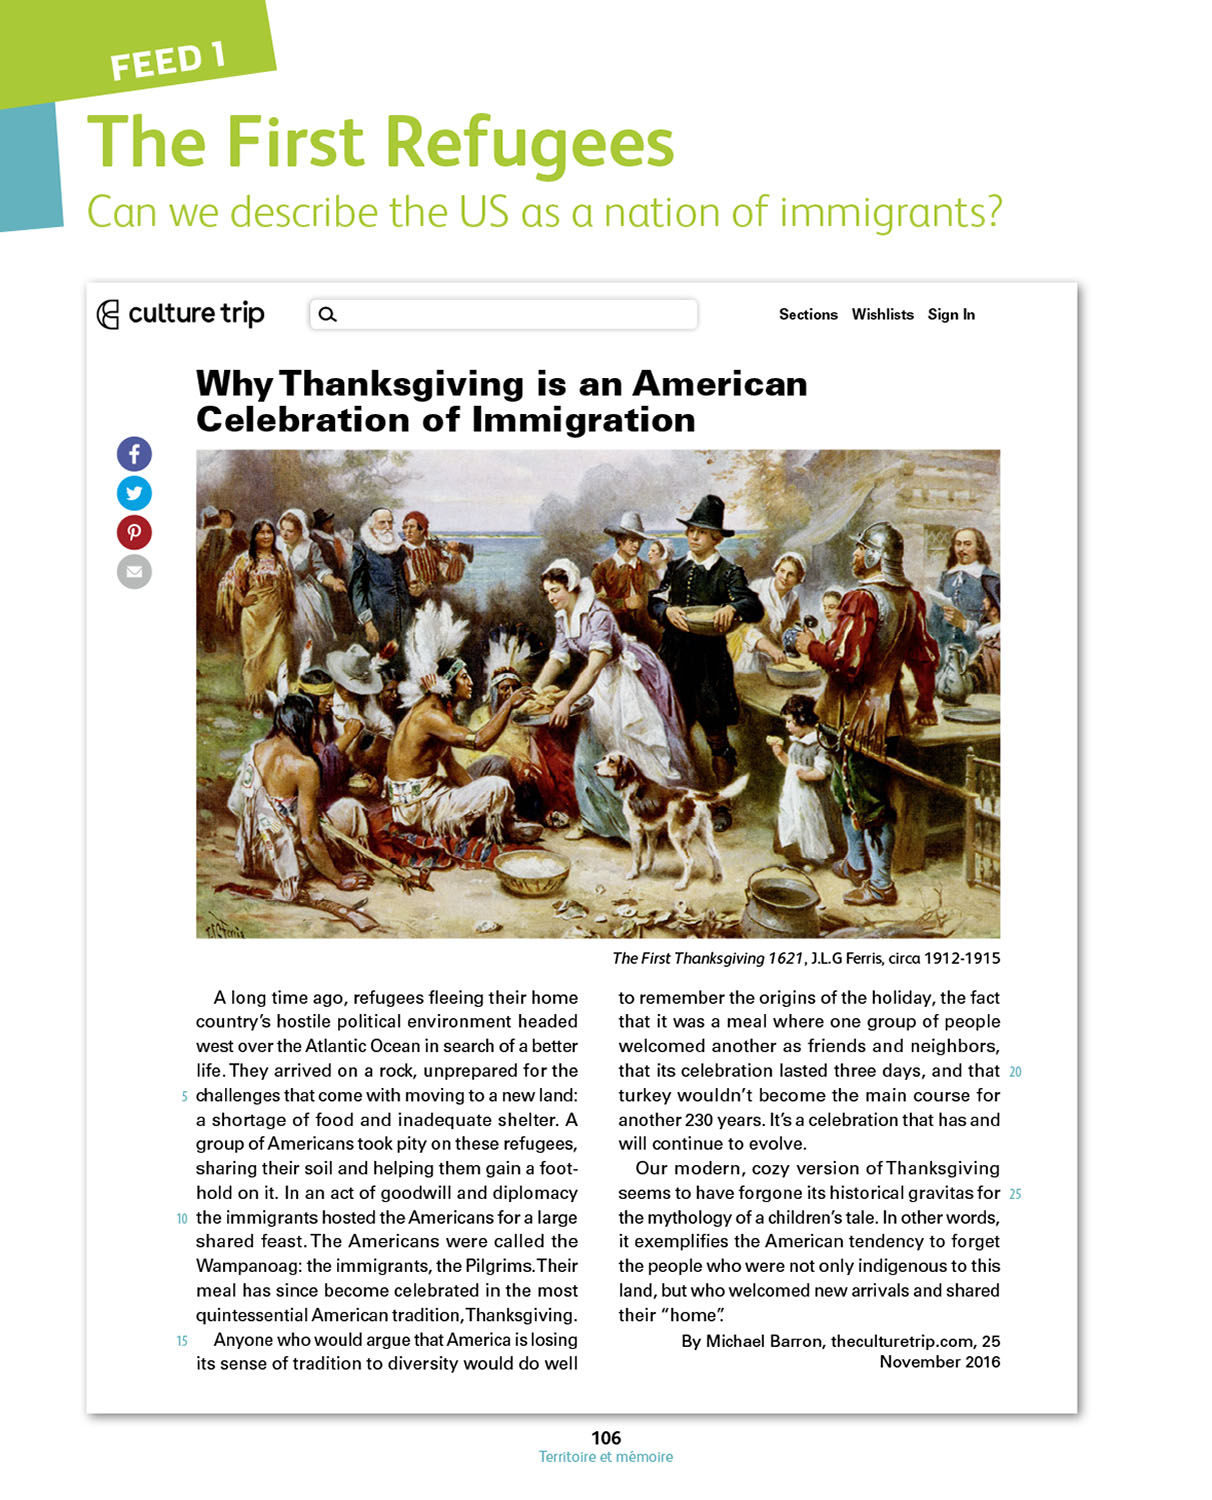 FEED 1
The First Refugees
Can we describe the US as a nation of immigrants?
culture trip
Sections Wishlists Sign In
Why Thanksgiving is an American
Celebration of Immigration
The First Thanksgiving 1621, J.L.G Ferris, circa 1912-1915
A long time ago, refugees fleeing their home
country's hostile political environment headed
west over the Atlantic Ocean in search of a better
life. They arrived on a rock, unprepared for the
5 challenges that come with moving to a new land:
a shortage of food and inadequate shelter. A
group of Americans took pity on these refugees,
sharing their soil and helping them gain a foot-
hold on it. In an act of goodwill and diplomacy
10 the immigrants hosted the Americans for a large
shared feast. The Americans were called the
Wampanoag: the immigrants, the Pilgrims. Their
meal has since become celebrated in the most
quintessential American tradition, Thanksgiving.
15 Anyone who would argue that America is losing
its sense of tradition to diversity would do well
to remember the origins of the holiday, the fact
that it was a meal where one group of people
welcomed another as friends and neighbors,
that its celebration lasted three days, and that 20
turkey wouldn't become the main course for
another 230 years. It's a celebration that has and
will continue to evolve.
Our modern, cozy version of Thanksgiving
seems to have forgone its historical gravitas for 25
the mythology of a children's tale. In other words,
it exemplifies the American tendency to forget
the people who were not only indigenous to this
land, but who welcomed new arrivals and shared
their “home”.
By Michael Barron, theculturetrip.com, 25
November 2016
106
Territoire et mémoire